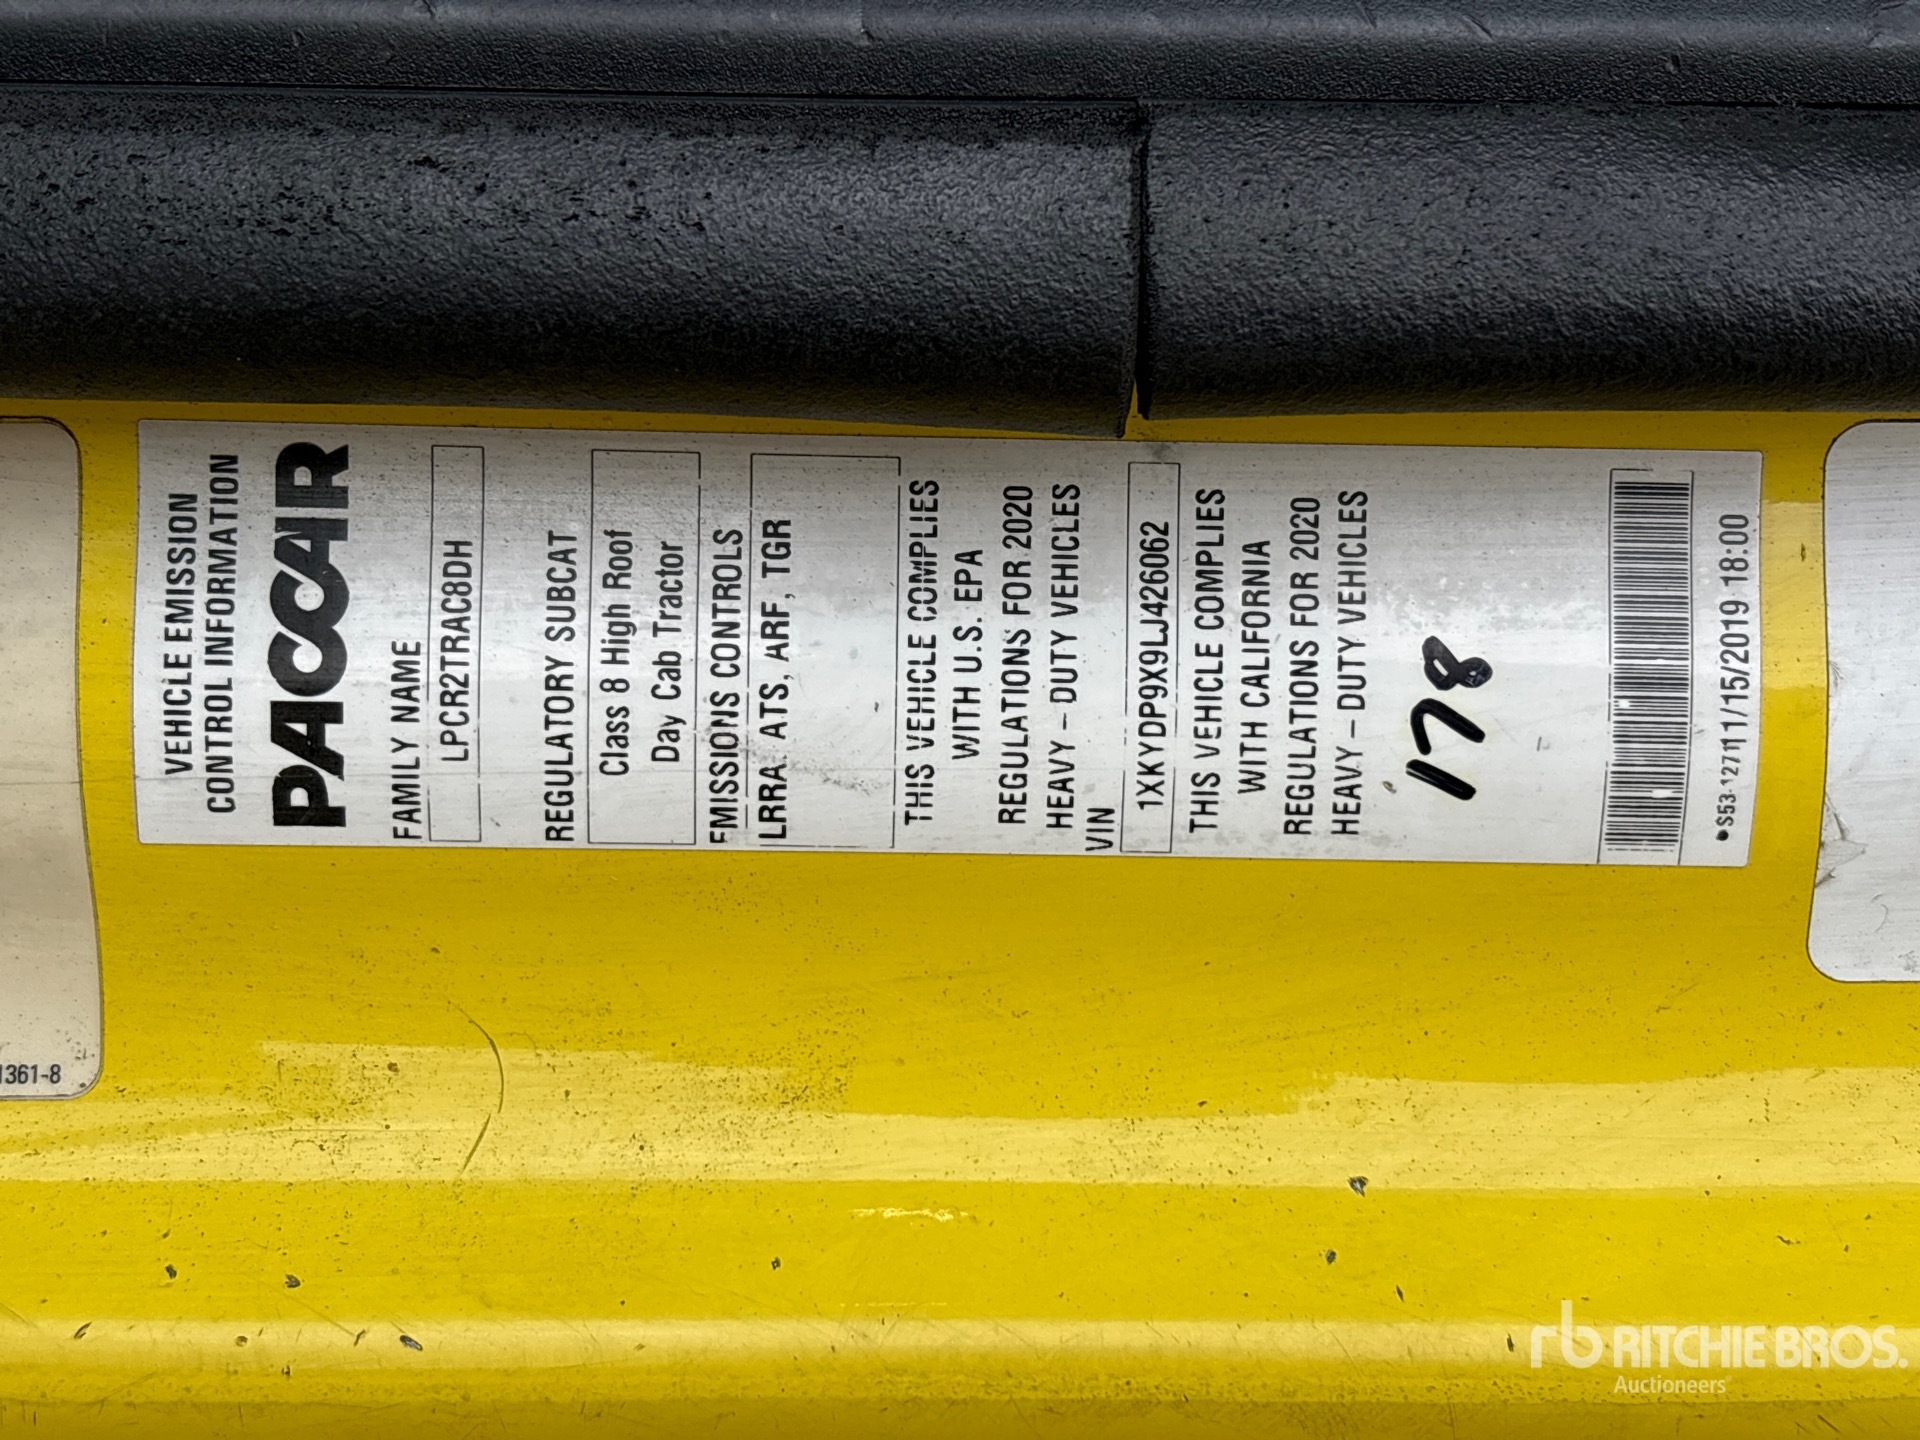 VEHICLE EMISSION
CONTROL INFORMATION
PACCAR
FAMILY NAME
LPCR2TRAC8DH
REGULATORY SUBCAT
Class 8 High Roof
Day Cab Tractor
EMISSIONS CONTROLS
LRRA, ATS, ARF, TGR
THIS VEHICLE COMPLIES
WITH U.S. EPA
REGULATIONS FOR 2020
HEAVY – DUTY VEHICLES
VIN
1XKYDP9X9LJ426062
THIS VEHICLE COMPLIES
WITH CALIFORNIA
REGULATIONS FOR 2020
HEAVY – DUTY VEHICLES
178
•S53-12711 11/15/2019 18:00
1361-8
rb RITCHIE BROS.
Auctioneers